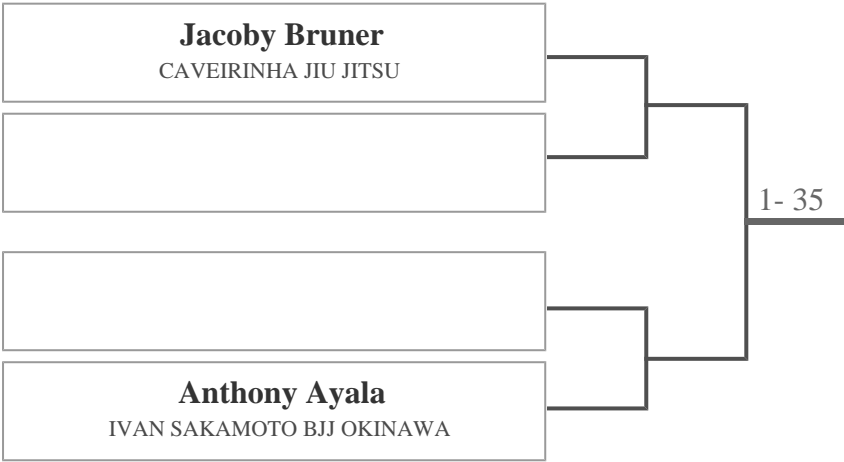 Jacoby Bruner
CAVEIRINHA JIU JITSU
1- 35
Anthony Ayala
IVAN SAKAMOTO BJJ OKINAWA